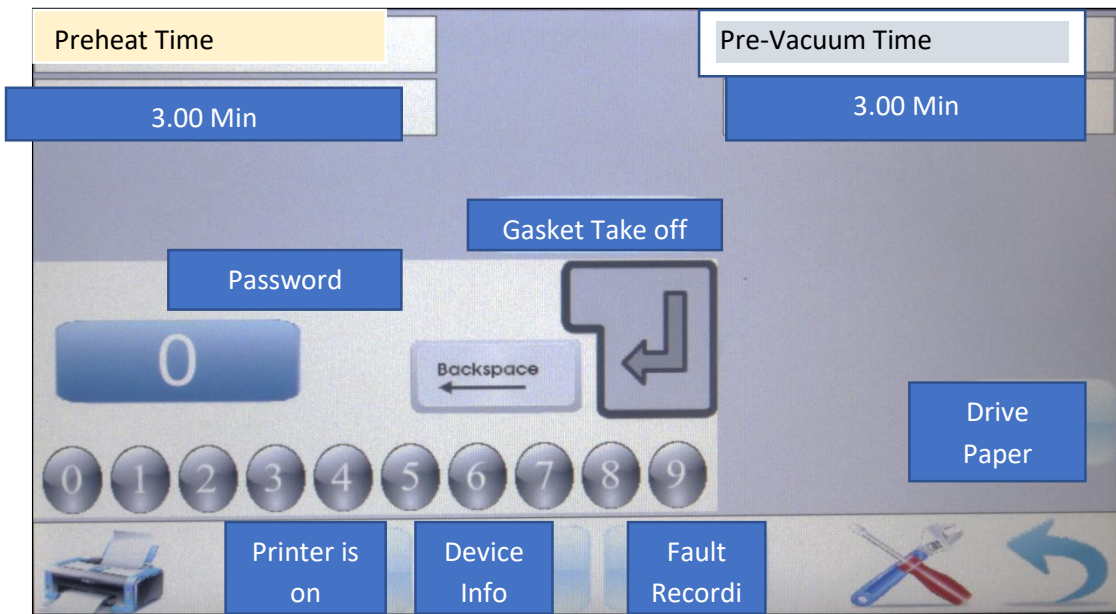 Preheat Time
Pre-Vacuum Time
3.00 Min
3.00 Min
Gasket Take off
Password
0
Backspace
Drive
Paper
0 1 2 3 4 5 6 7 8 9
Printer is
on
Device
Info
Fault
Recordi